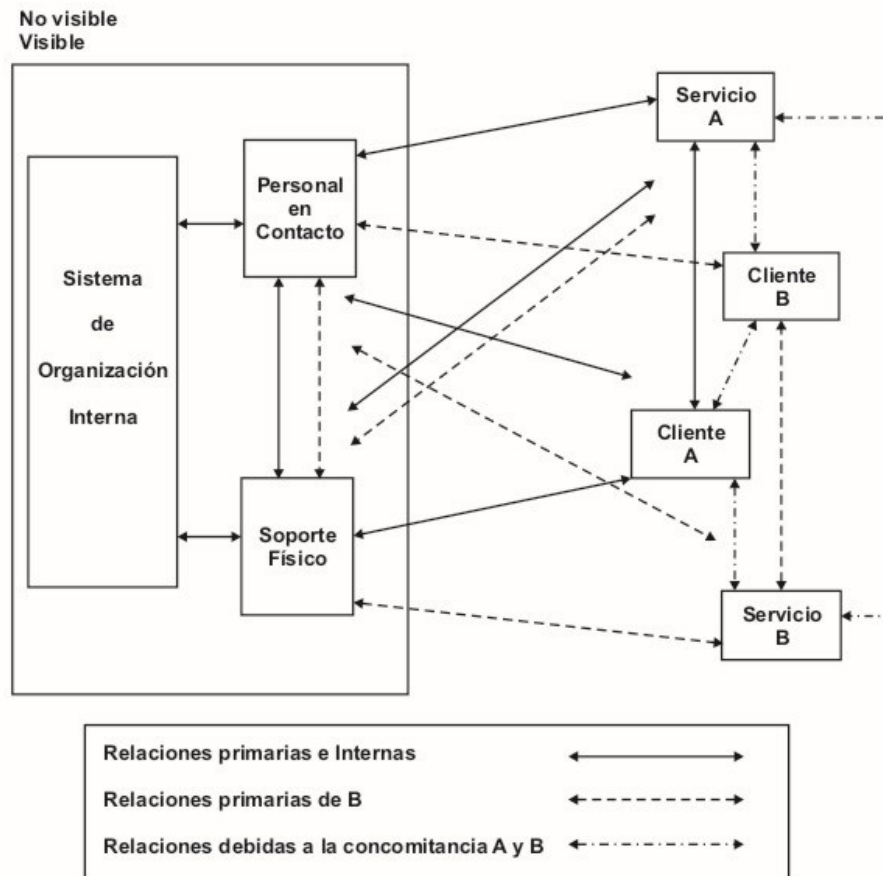 No visible
Visible
Sistema
de
Organización
Interna
Personal
en
Contacto
Soporte
Físico
Servicio
A
Cliente
B
Cliente
A
Servicio
B
Relaciones primarias e Internas
Relaciones primarias de B
Relaciones debidas a la concomitancia A y B